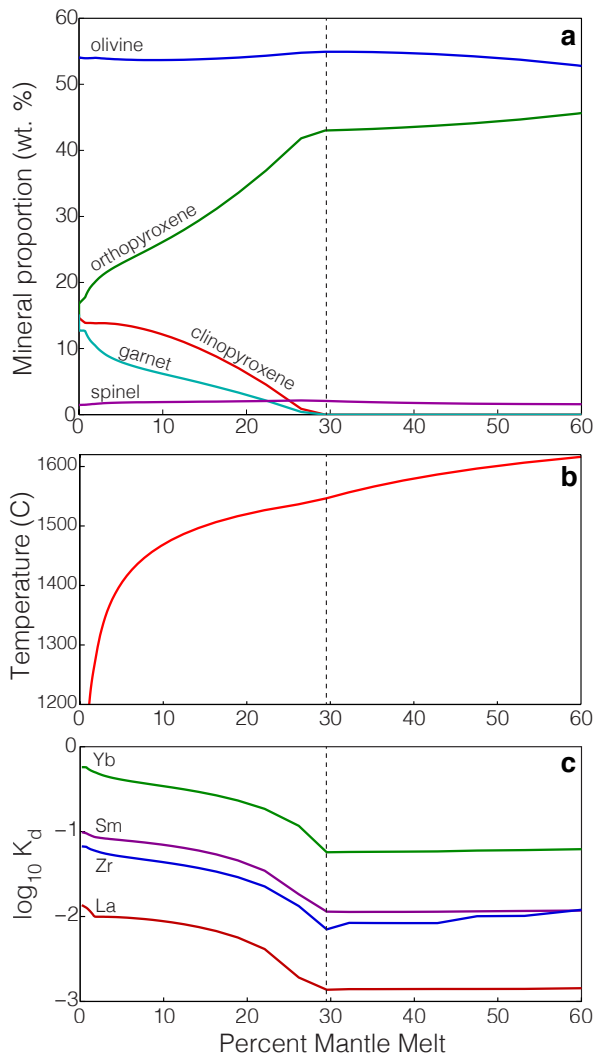 a
60
50
40
30
20
10
0
Mineral proportion (wt. %)
olivine
orthopyroxene
clinopyroxene
garnet
spinel
0 10 20 30 40 50 60
b
1600
1500
1400
1300
1200
Temperature (C)
0 10 20 30 40 50 60
c
0
−1
−2
−3
log10 Kd
Yb
Sm
Zr
La
0 10 20 30 40 50 60
Percent Mantle Melt